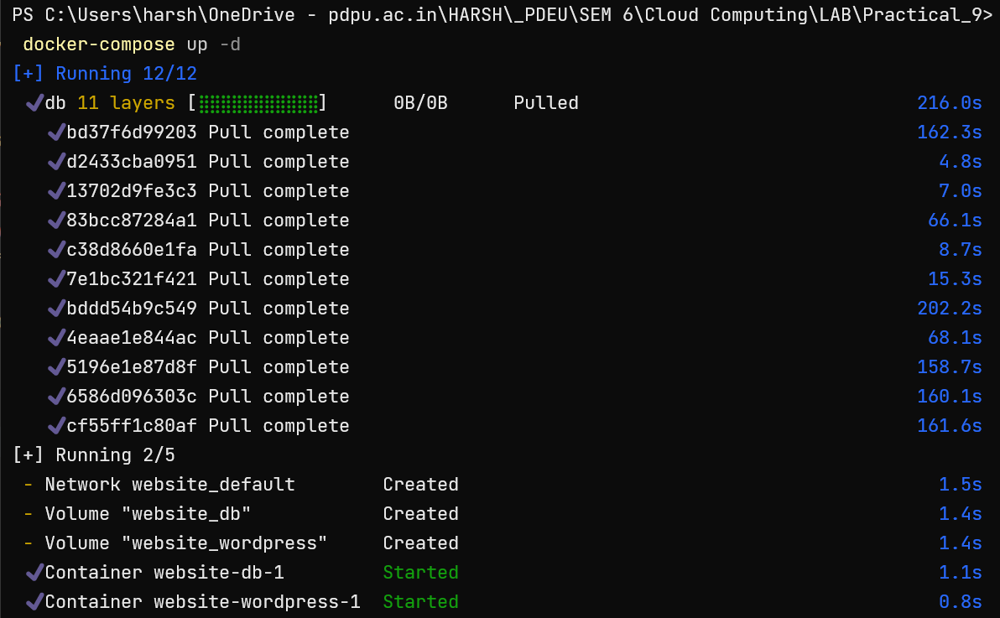 PS C:\Users\harsh\OneDrive - pdpu.ac.in\HARSH\_PDEU\SEM 6\Cloud Computing\LAB\Practical_9>
docker-compose up -d
[+] Running 12/12
✔db 11 layers [⣿⣿⣿⣿⣿⣿⣿⣿⣿⣿⣿] 0B/0B Pulled 216.0s
✔bd37f6d99203 Pull complete 162.3s
✔d2433cba0951 Pull complete 4.8s
✔13702d9fe3c3 Pull complete 7.0s
✔83bcc87284a1 Pull complete 66.1s
✔c38d8660e1fa Pull complete 8.7s
✔7e1bc321f421 Pull complete 15.3s
✔bddd54b9c549 Pull complete 202.2s
✔4eaae1e844ac Pull complete 68.1s
✔5196e1e87d8f Pull complete 158.7s
✔6586d096303c Pull complete 160.1s
✔cf55ff1c80af Pull complete 161.6s
[+] Running 2/5
- Network website_default Created 1.5s
- Volume "website_db" Created 1.4s
- Volume "website_wordpress" Created 1.4s
✔Container website-db-1 Started 1.1s
✔Container website-wordpress-1 Started 0.8s